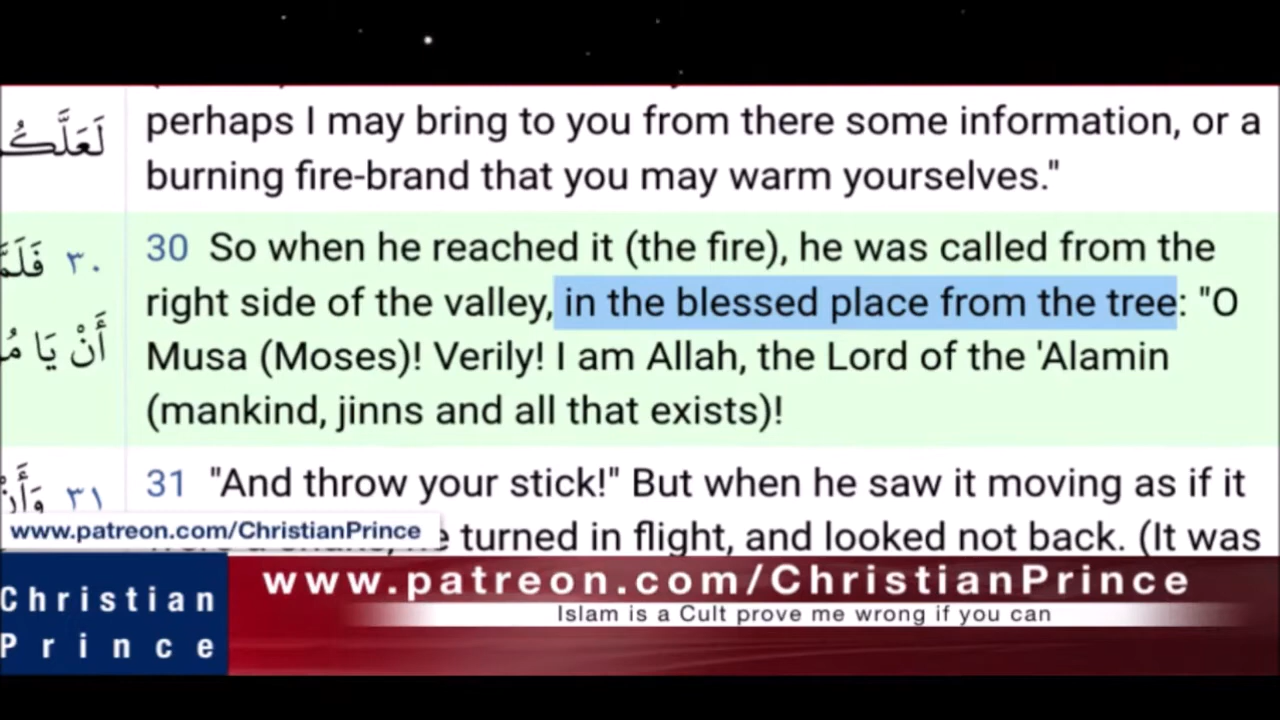 لَعَلَّكُ
perhaps I may bring to you from there some information, or a
burning fire-brand that you may warm yourselves."
٣٠ فَلَمَّ
30 So when he reached it (the fire), he was called from the
right side of the valley, in the blessed place from the tree: "O
أَنْ يَا مُ
Musa (Moses)! Verily! I am Allah, the Lord of the 'Alamin
(mankind, jinns and all that exists)!
٣١ وَأَنْ
31 "And throw your stick!" But when he saw it moving as if it
turned in flight, and looked not back. (It was
www.patreon.com/ChristianPrince
www.patreon.com/ChristianPrince
Islam is a Cult prove me wrong if you can
Christian
Prince